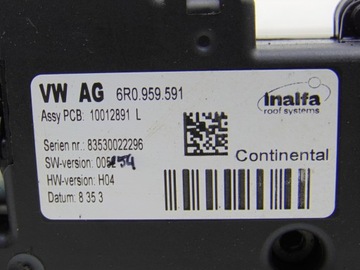 VW AG 6R0.959.591
inalfa
roof systems
Assy PCB: 10012891 L
Serien nr.: 83530022296
Continental
SW-version:
HW-version: H04
Datum: 8 35 3